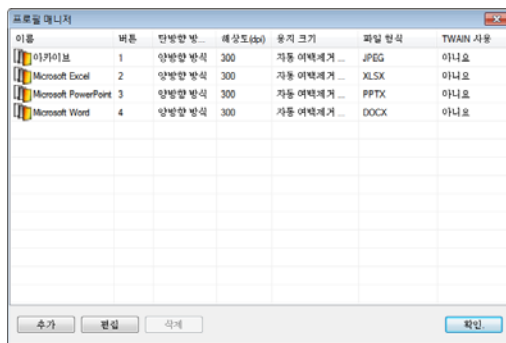 프로필 매니저
이름 버튼 단방향 방... 해상도(dpi) 용지 크기 파일 형식 TWAIN 사용
아카이브 1 양방향 방식 300 자동 여백제거 ... JPEG 아니요
Microsoft Excel 2 양방향 방식 300 자동 여백제거 ... XLSX 아니요
Microsoft PowerPoint 3 양방향 방식 300 자동 여백제거 ... PPTX 아니요
Microsoft Word 4 양방향 방식 300 자동 여백제거 ... DOCX 아니요
추가 편집 삭제 확인.